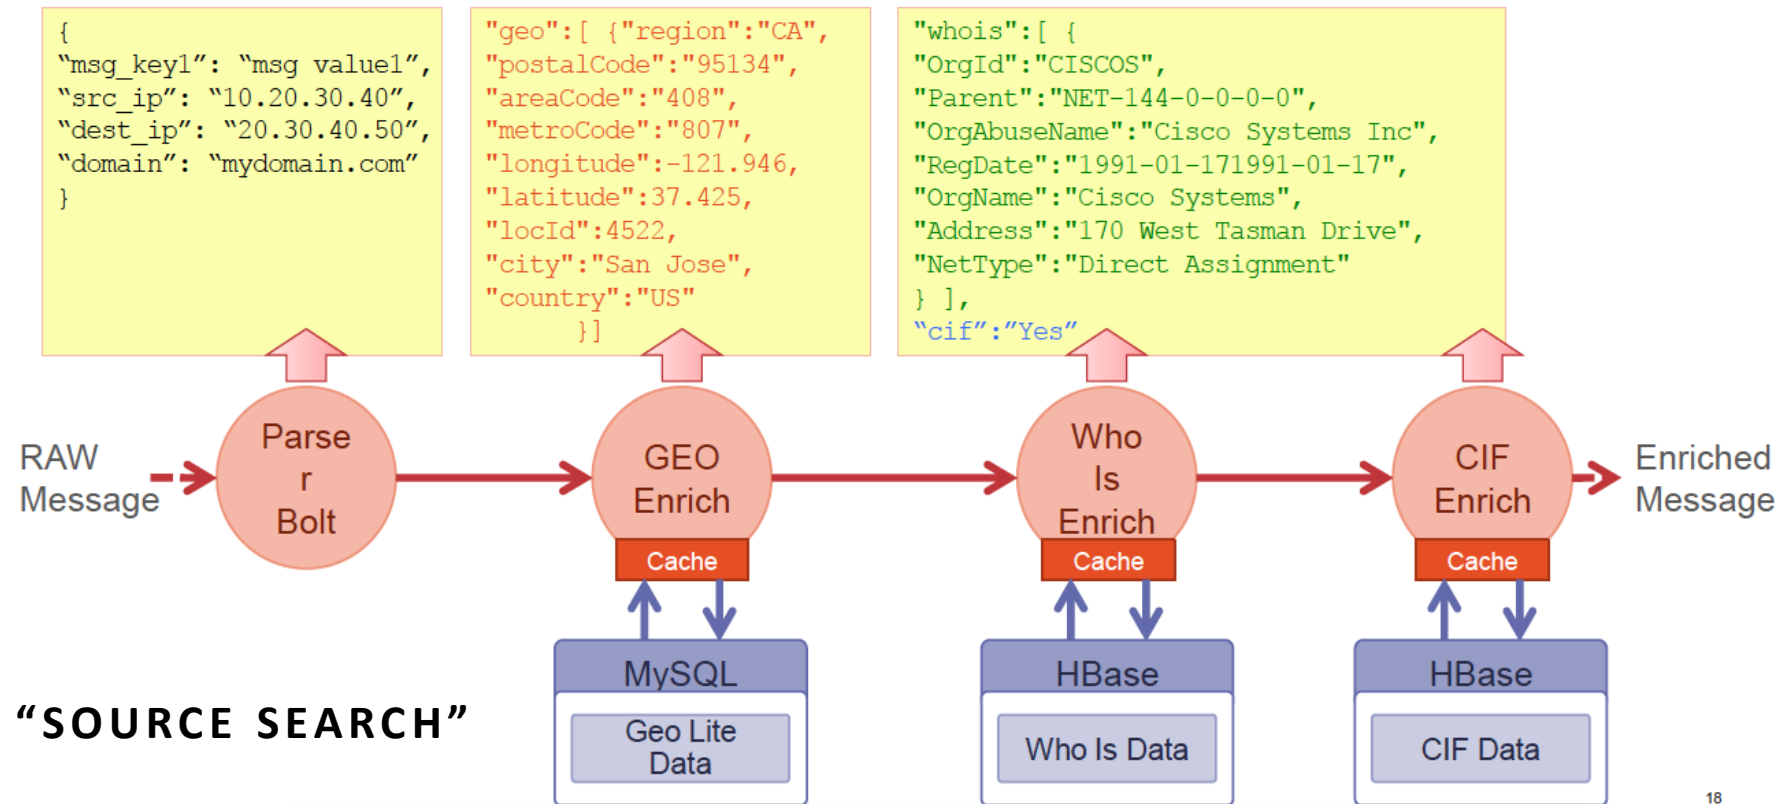 {
“msg_key1”: “msg value1”,
“src_ip”: “10.20.30.40”,
“dest_ip”: “20.30.40.50”,
“domain”: “mydomain.com”
}
"geo":[ {"region":"CA",
"postalCode":"95134",
"areaCode":"408",
"metroCode":"807",
"longitude":-121.946,
"latitude":37.425,
"locId":4522,
"city":"San Jose",
"country":"US"
}]
"whois":[ {
"OrgId":"CISCOS",
"Parent":"NET-144-0-0-0-0",
"OrgAbuseName":"Cisco Systems Inc",
"RegDate":"1991-01-171991-01-17",
"OrgName":"Cisco Systems",
"Address":"170 West Tasman Drive",
"NetType":"Direct Assignment"
} ],
“cif”:”Yes”
RAW
Message
Parse
r
Bolt
GEO
Enrich
Cache
Who
Is
Enrich
Cache
CIF
Enrich
Cache
Enriched
Message
MySQL
Geo Lite
Data
HBase
Who Is Data
HBase
CIF Data
“SOURCE SEARCH”
18